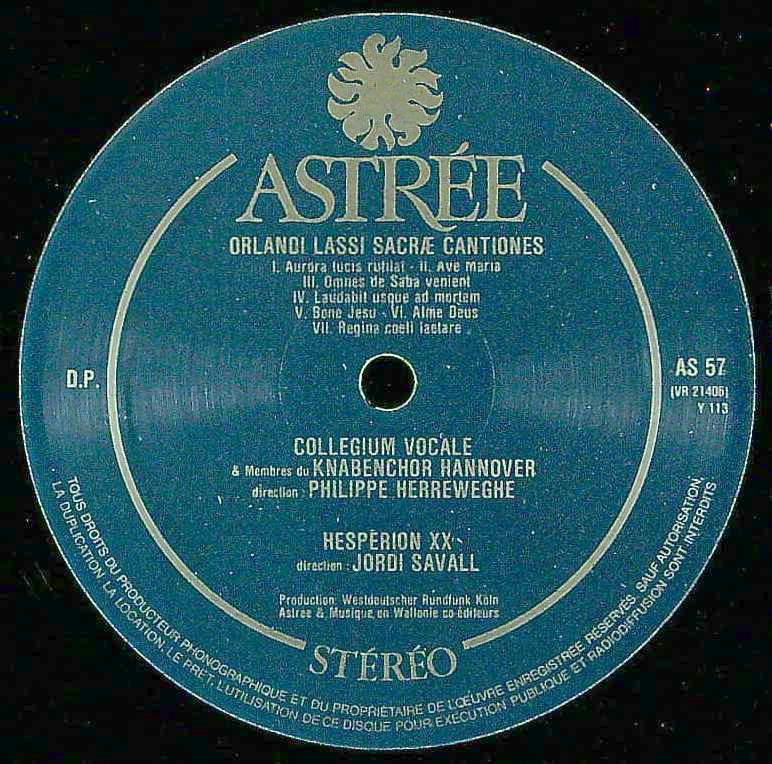 ASTRÉE
ORLANDI LASSI SACRÆ CANTIONES
I. Aurora lucis rutilat - II. Ave Maria
III. Omnes de Saba venient
IV. Laudabit usque ad mortem
V. Bone Jesu - VI. Alme Deus
VII. Regina coeli laetare
D.P.
AS 57
(VR 21406)
Y 113
COLLEGIUM VOCALE
& Membres du KNABENCHOR HANNOVER
direction : PHILIPPE HERREWEGHE
HESPÈRION XX
direction : JORDI SAVALL
Production: Westdeutscher Rundfunk Köln
Astrée & Musique en Wallonie co-éditeurs
STÉRÉO
TOUS DROITS DU PRODUCTEUR PHONOGRAPHIQUE ET DU PROPRIÉTAIRE DE L'ŒUVRE ENREGISTRÉE RÉSERVÉS. SAUF AUTORISATION,
LA DUPLICATION, LA LOCATION, LE PRÊT, L'UTILISATION DE CE DISQUE POUR EXÉCUTION PUBLIQUE ET RADIODIFFUSION SONT INTERDITS